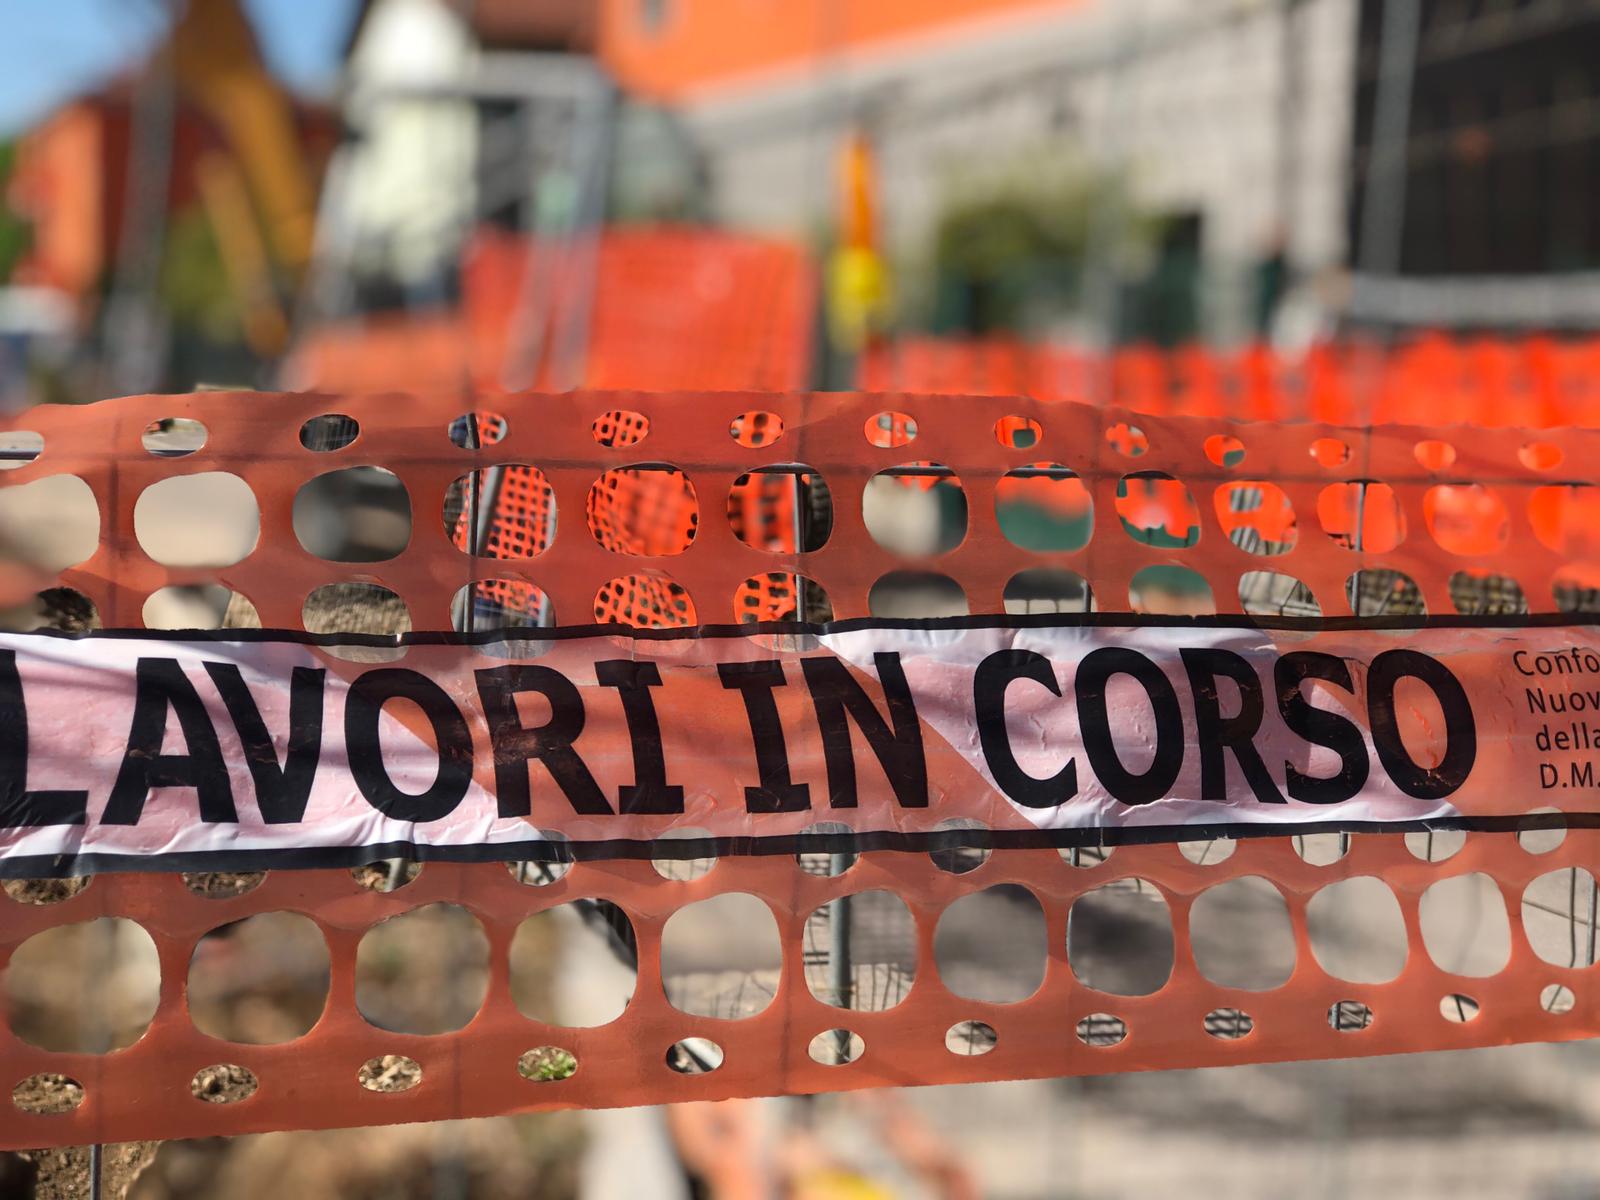 LAVORI IN CORSO
Confo
Nuov
della
D.M.